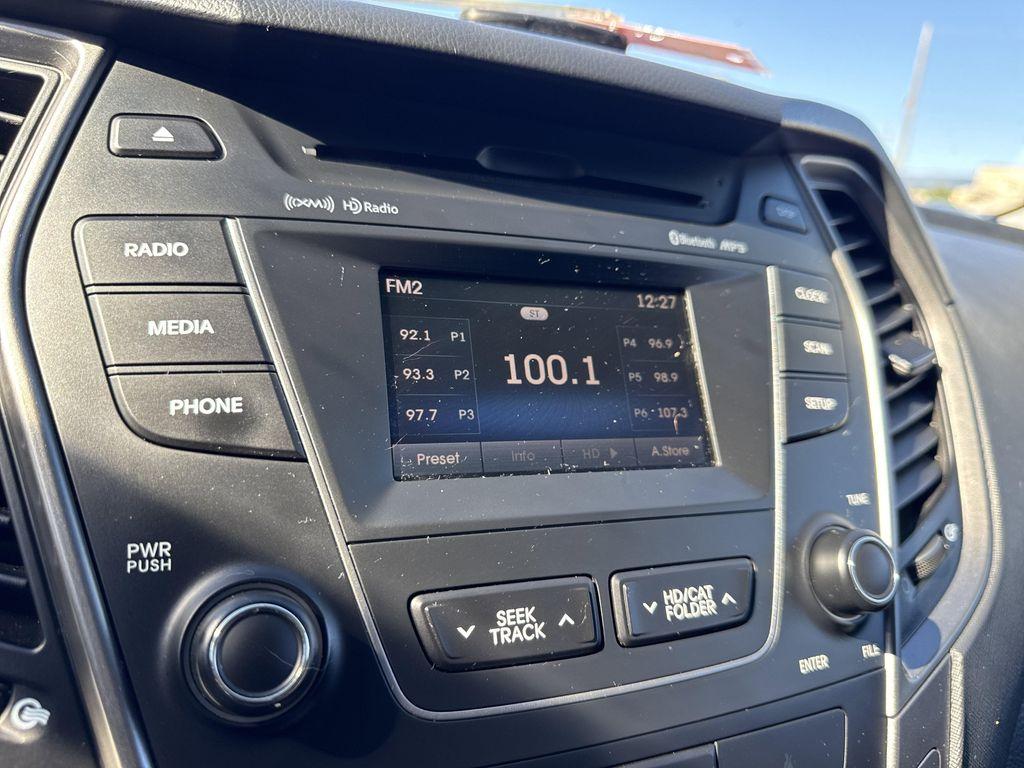 ((XM)) HD Radio
Bluetooth MP3
DISP
RADIO
MEDIA
PHONE
FM2 12:27
ST
92.1 P1
93.3 P2
97.7 P3
100.1
P4 96.9
P5 98.9
P6 107.3
Preset Info HD A.Store
CLOCK
SCAN
SETUP
PWR
PUSH
SEEK
TRACK
HD/CAT
FOLDER
TUNE
ENTER
FILE